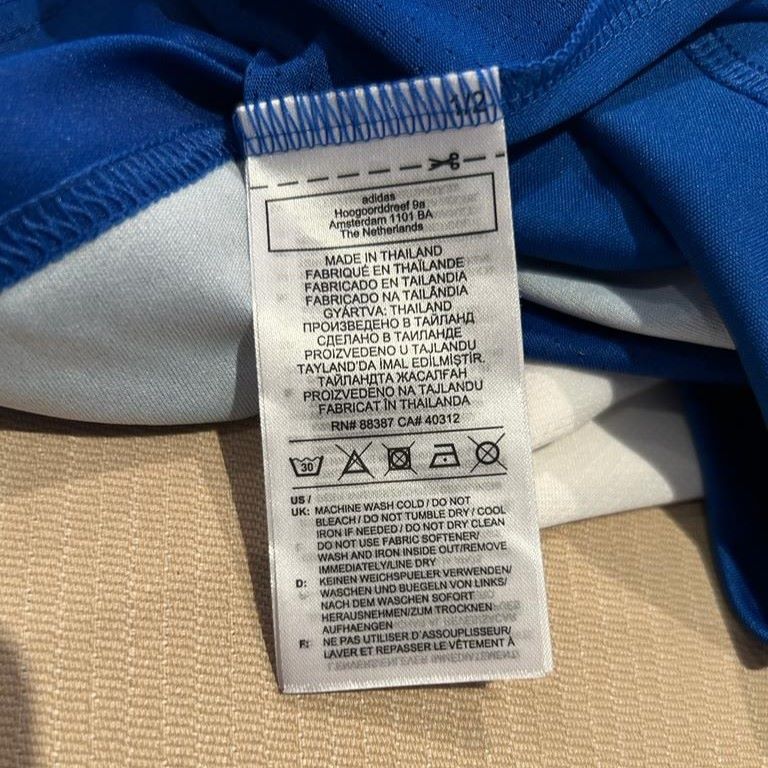 1/2
adidas
Hoogoorddreef 9a
Amsterdam 1101 BA
The Netherlands
MADE IN THAILAND
FABRIQUÉ EN THAÏLANDE
FABRICADO EN TAILANDIA
FABRICADO NA TAILÂNDIA
GYÁRTVA: THAILAND
ПРОИЗВЕДЕНО В ТАЙЛАНД
СДЕЛАНО В ТАИЛАНДЕ
PROIZVEDENO U TAJLANDU
TAYLAND'DA İMAL EDİLMİŞTİR.
ТАЙЛАНДТА ЖАСАЛҒАН
PROIZVEDENO NA TAJLANDU
FABRICAT ÎN THAILANDA
RN# 88387 CA# 40312
30
US /
UK: MACHINE WASH COLD / DO NOT
BLEACH / DO NOT TUMBLE DRY / COOL
IRON IF NEEDED / DO NOT DRY CLEAN
DO NOT USE FABRIC SOFTENER/
WASH AND IRON INSIDE OUT/REMOVE
IMMEDIATELY/LINE DRY
D: KEINEN WEICHSPUELER VERWENDEN/
WASCHEN UND BUEGELN VON LINKS/
NACH DEM WASCHEN SOFORT
HERAUSNEHMEN/ZUM TROCKNEN
AUFHAENGEN
F: NE PAS UTILISER D'ASSOUPLISSEUR/
LAVER ET REPASSER LE VÊTEMENT À